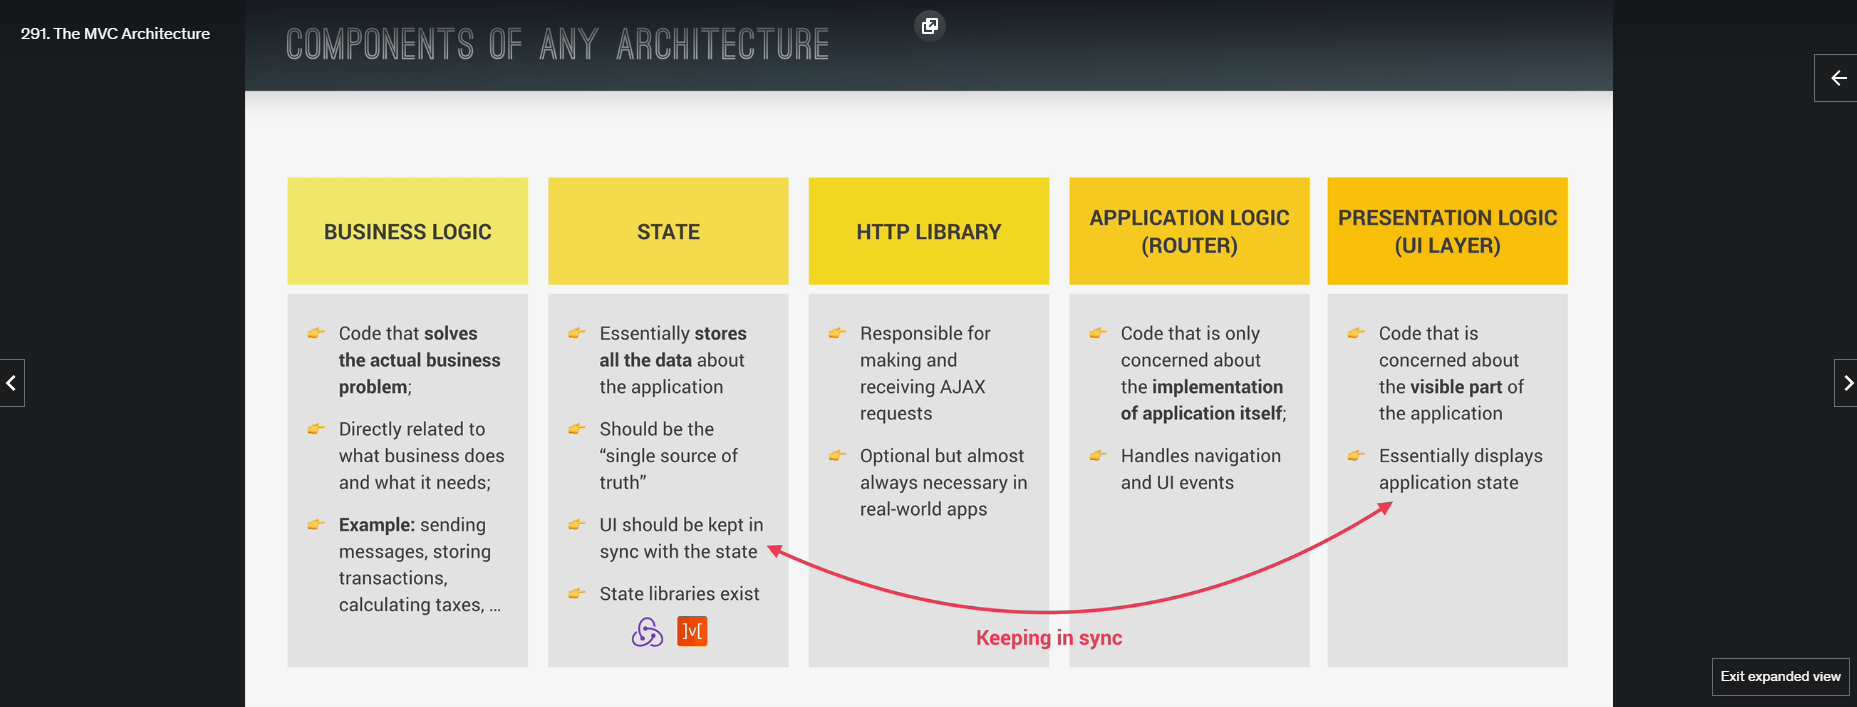 291. The MVC Architecture
COMPONENTS OF ANY ARCHITECTURE
BUSINESS LOGIC
Code that solves
the actual business
problem;
Directly related to
what business does
and what it needs;
Example: sending
messages, storing
transactions,
calculating taxes, ...
STATE
Essentially stores
all the data about
the application
Should be the
“single source of
truth”
UI should be kept in
sync with the state
State libraries exist
]v[
HTTP LIBRARY
Responsible for
making and
receiving AJAX
requests
Optional but almost
always necessary in
real-world apps
APPLICATION LOGIC
(ROUTER)
Code that is only
concerned about
the implementation
of application itself;
Handles navigation
and UI events
PRESENTATION LOGIC
(UI LAYER)
Code that is
concerned about
the visible part of
the application
Essentially displays
application state
Keeping in sync
Exit expanded view